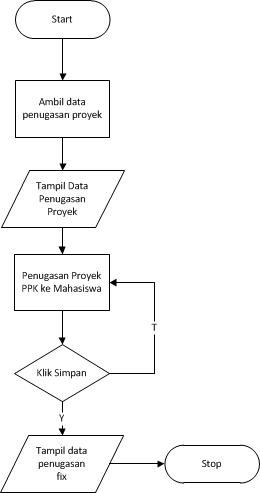 Start
Ambil data
penugasan proyek
Tampil Data
Penugasan
Proyek
Penugasan Proyek
PPK ke Mahasiswa
T
Klik Simpan
Y
Tampil data
penugasan
fix
Stop